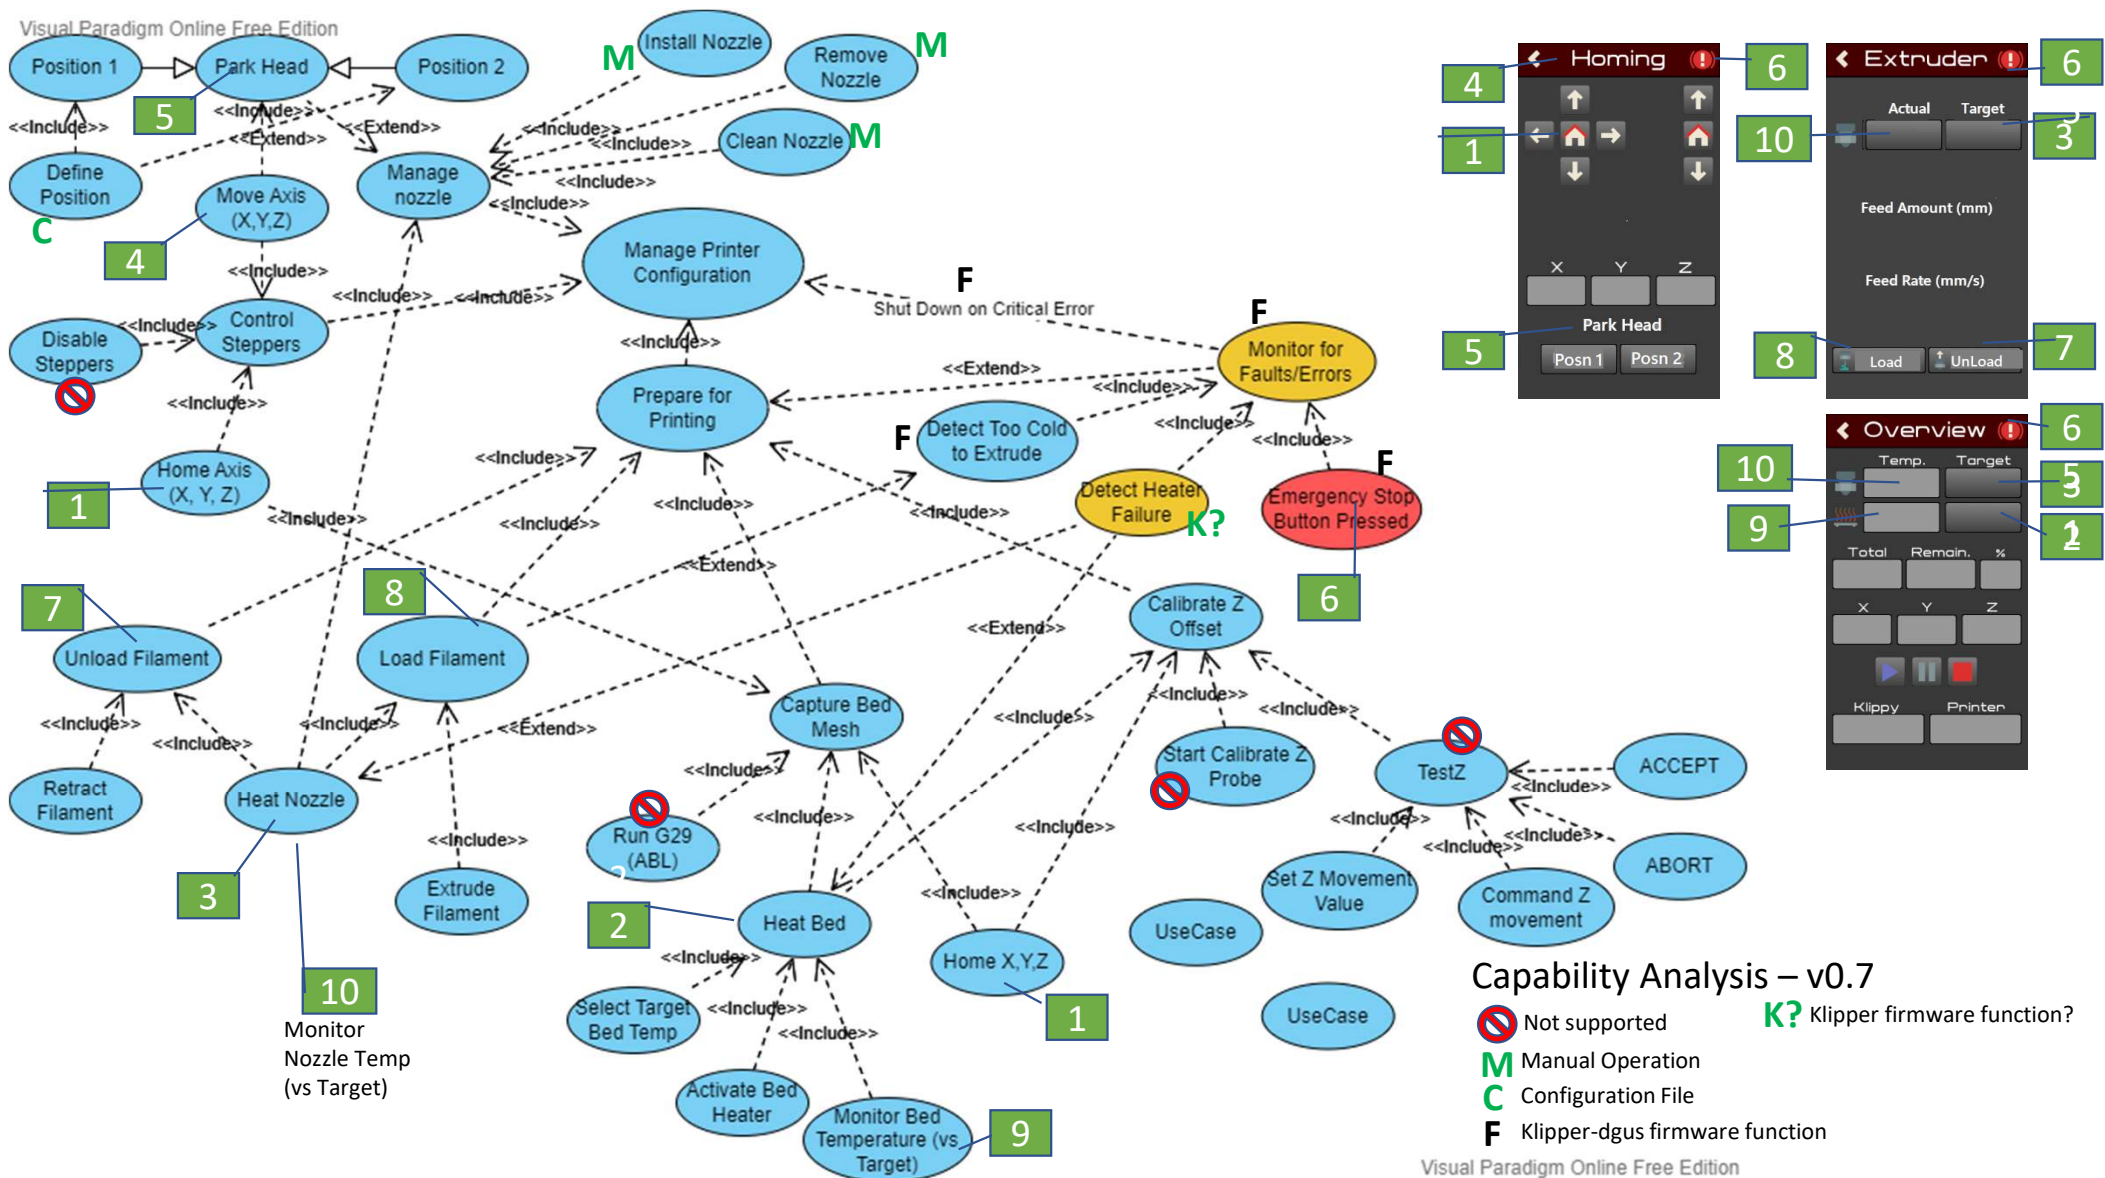 Visual Paradigm Online Free Edition
Position 1
Park Head
Position 2
5
<<Include>>
<<Include>>
<<Extend>>
<<Extend>>
Define
Position
C
Move Axis
(X,Y,Z)
4
<<Include>>
Manage
nozzle
M
Install Nozzle
Remove
Nozzle
M
Clean Nozzle
M
<<Include>>
<<Include>>
<<Include>>
<<Include>>
Manage Printer
Configuration
F
Shut Down on Critical Error
Disable
Steppers
<<Include>>
Control
Steppers
<<Include>>
<<Include>>
<<Include>>
<<Include>>
Prepare for
Printing
<<Extend>>
F
Monitor for
Faults/Errors
<<Include>>
<<Include>>
<<Include>>
F
Detect Too Cold
to Extrude
Detect Heater
Failure
K?
F
Emergency Stop
Button Pressed
6
Home Axis
(X, Y, Z)
1
<<Include>>
<<Include>>
<<Include>>
<<Include>>
<<Include>>
<<Extend>>
7
Unload Filament
8
Load Filament
<<Include>>
<<Include>>
<<Include>>
<<Extend>>
Retract
Filament
Heat Nozzle
3
10
Monitor
Nozzle Temp
(vs Target)
<<Include>>
Extrude
Filament
Capture Bed
Mesh
<<Include>>
Run G29
(ABL)
2
<<Include>>
<<Include>>
Heat Bed
2
<<Include>>
Select Target
Bed Temp
<<Include>>
<<Include>>
Activate Bed
Heater
Monitor Bed
Temperature (vs
Target)
9
Home X,Y,Z
1
<<Extend>>
Calibrate Z
Offset
<<Include>>
<<Include>>
<<Include>>
<<Include>>
Start Calibrate Z
Probe
TestZ
ACCEPT
<<Include>>
<<Include>>
<<Include>>
<<Include>>
ABORT
Set Z Movement
Value
Command Z
movement
UseCase
UseCase
4
Homing
6
1
X Y Z
Park Head
5
Posn 1 Posn 2
Extruder
6
Actual Target
10
3
Feed Amount (mm)
Feed Rate (mm/s)
8
Load UnLoad
7
Overview
6
Temp. Target
10
3
9
2
Total Remain. %
X Y Z
Klippy Printer
Capability Analysis – v0.7
Not supported
K? Klipper firmware function?
M Manual Operation
C Configuration File
F Klipper-dgus firmware function
Visual Paradigm Online Free Edition